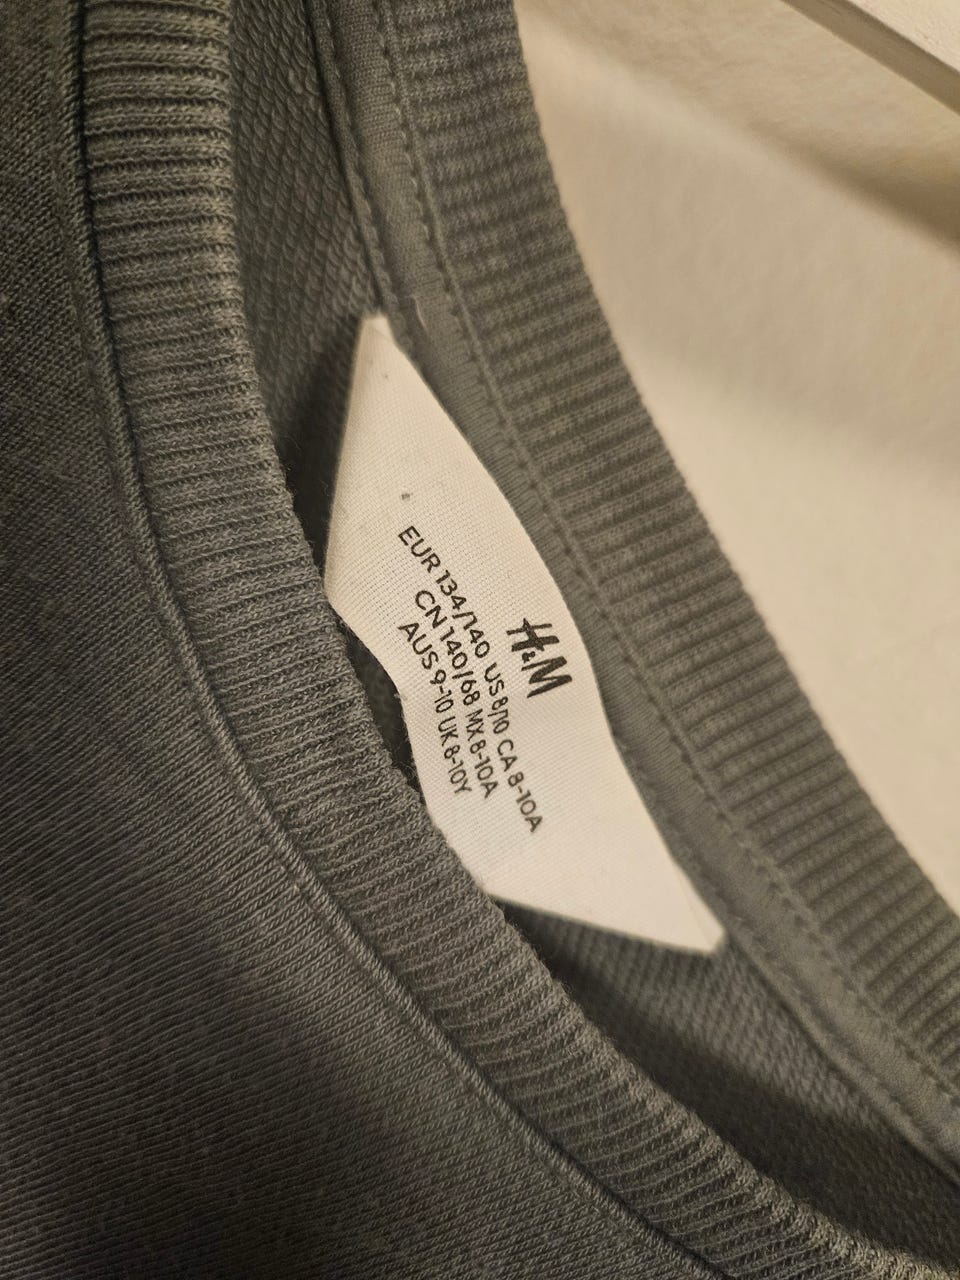 H&M
EUR 134/140 US 8/10 CA 8-10A
CN 140/68 MX 8-10A
AUS 9-10 UK 8-10Y